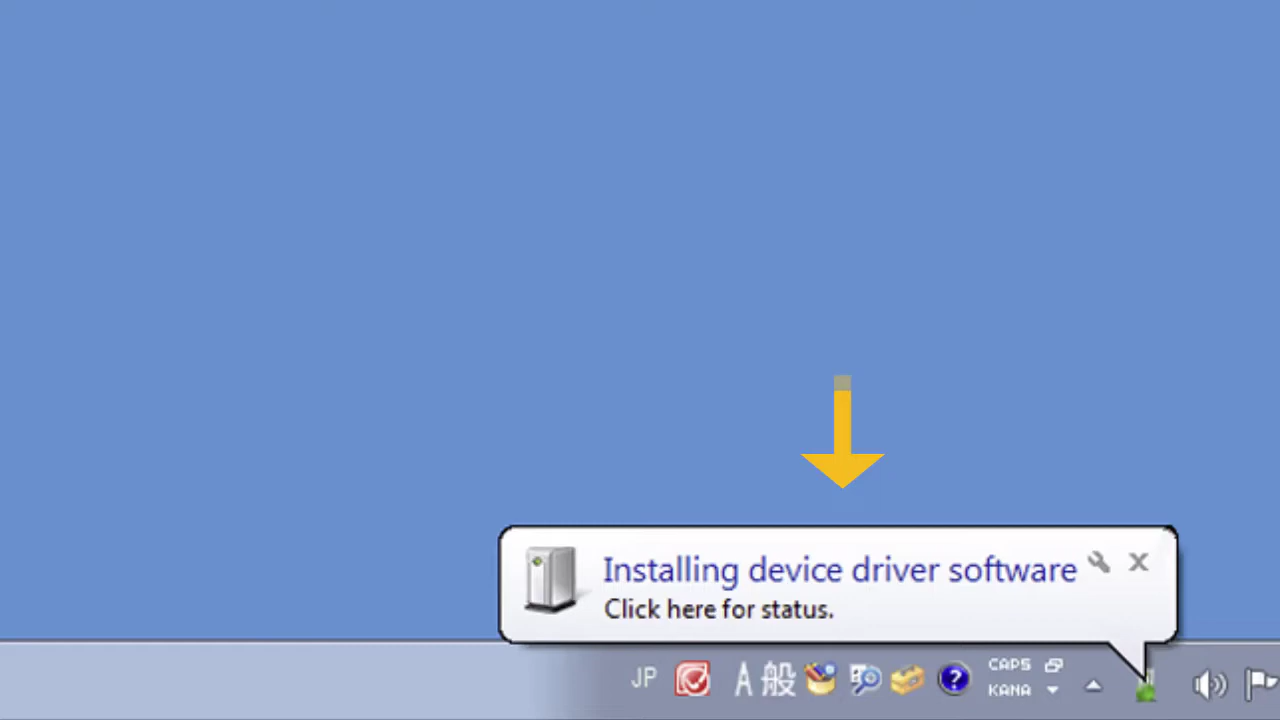 Installing device driver software
Click here for status.
JP A 般 ? CAPS
KANA